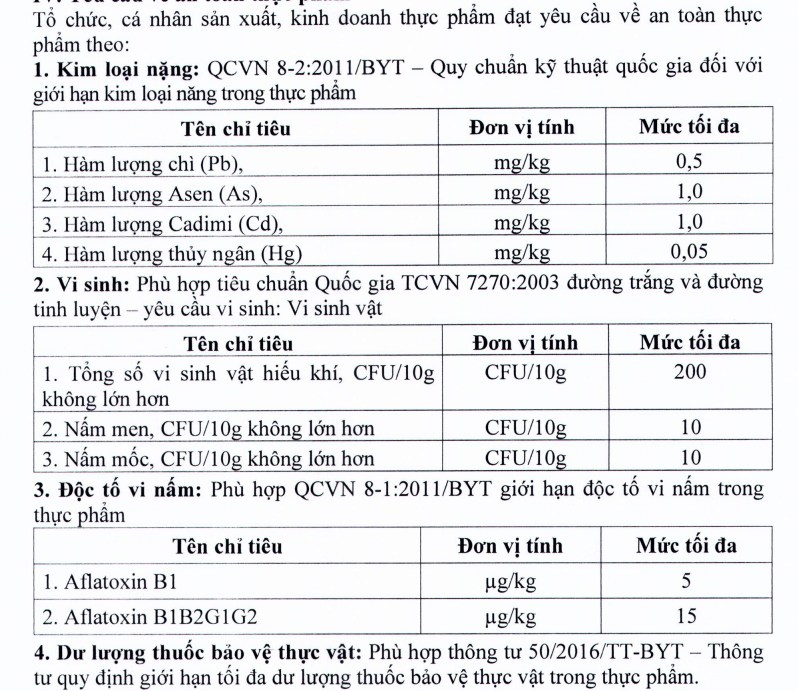 Tổ chức, cá nhân sản xuất, kinh doanh thực phẩm đạt yêu cầu về an toàn thực
phẩm theo:
1. Kim loại nặng: QCVN 8-2:2011/BYT – Quy chuẩn kỹ thuật quốc gia đối với
giới hạn kim loại năng trong thực phẩm
Tên chỉ tiêu Đơn vị tính Mức tối đa
1. Hàm lượng chì (Pb), mg/kg 0,5
2. Hàm lượng Asen (As), mg/kg 1,0
3. Hàm lượng Cadimi (Cd), mg/kg 1,0
4. Hàm lượng thủy ngân (Hg) mg/kg 0,05
2. Vi sinh: Phù hợp tiêu chuẩn Quốc gia TCVN 7270:2003 đường trắng và đường
tinh luyện – yêu cầu vi sinh: Vi sinh vật
Tên chỉ tiêu Đơn vị tính Mức tối đa
1. Tổng số vi sinh vật hiếu khí, CFU/10g CFU/10g 200
không lớn hơn
2. Nấm men, CFU/10g không lớn hơn CFU/10g 10
3. Nấm mốc, CFU/10g không lớn hơn CFU/10g 10
3. Độc tố vi nấm: Phù hợp QCVN 8-1:2011/BYT giới hạn độc tố vi nấm trong
thực phẩm
Tên chỉ tiêu Đơn vị tính Mức tối đa
1. Aflatoxin B1 µg/kg 5
2. Aflatoxin B1B2G1G2 µg/kg 15
4. Dư lượng thuốc bảo vệ thực vật: Phù hợp thông tư 50/2016/TT-BYT – Thông
tư quy định giới hạn tối đa dư lượng thuốc bảo vệ thực vật trong thực phẩm.